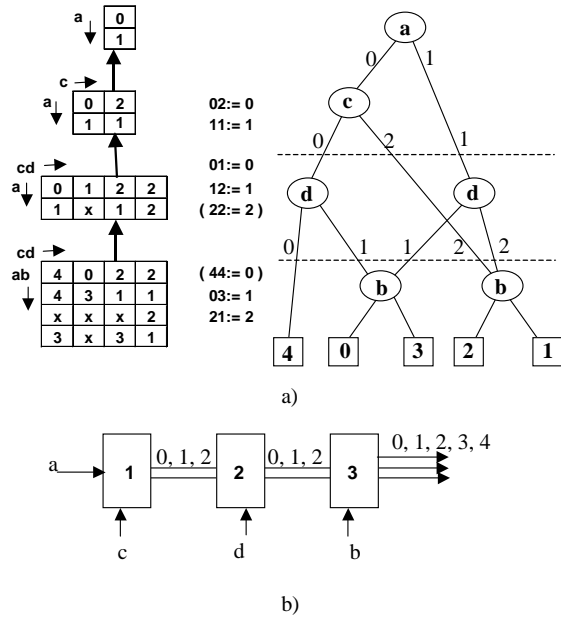 a
0
1
c
a
0 2
1 1
02:= 0
11:= 1
cd
a
0 1 2 2
1 x 1 2
01:= 0
12:= 1
( 22:= 2 )
cd
ab
4 0 2 2
4 3 1 1
x x x 2
3 x 3 1
( 44:= 0 )
03:= 1
21:= 2
a
0 1
c
0 2 1
d d
0 1 1 2 2
b b
4 0 3 2 1
a)
a 1 0, 1, 2 2 0, 1, 2 3 0, 1, 2, 3, 4
c d b
b)